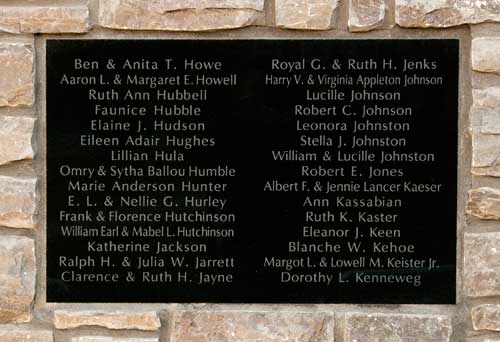 Ben & Anita T. Howe
Aaron L. & Margaret E. Howell
Ruth Ann Hubbell
Faunice Hubble
Elaine J. Hudson
Eileen Adair Hughes
Lillian Hula
Omry & Sytha Ballou Humble
Marie Anderson Hunter
E. L. & Nellie G. Hurley
Frank & Florence Hutchinson
William Earl & Mabel L. Hutchinson
Katherine Jackson
Ralph H. & Julia W. Jarrett
Clarence & Ruth H. Jayne
Royal G. & Ruth H. Jenks
Harry V. & Virginia Appleton Johnson
Lucille Johnson
Robert C. Johnson
Leonora Johnston
Stella J. Johnston
William & Lucille Johnston
Robert E. Jones
Albert F. & Jennie Lancer Kaeser
Ann Kassabian
Ruth K. Kaster
Eleanor J. Keen
Blanche W. Kehoe
Margot L. & Lowell M. Keister Jr.
Dorothy L. Kenneweg